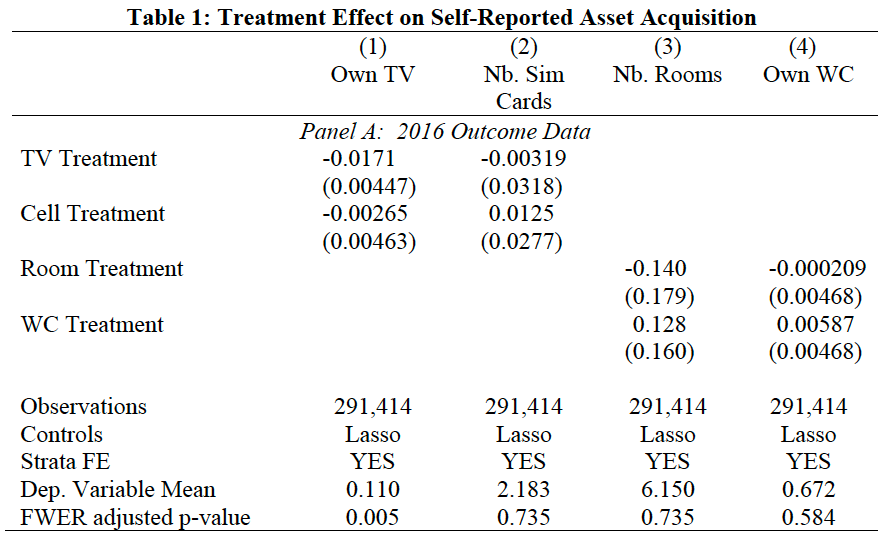 Table 1: Treatment Effect on Self-Reported Asset Acquisition
(1) (2) (3) (4)
Own TV Nb. Sim Cards Nb. Rooms Own WC
Panel A: 2016 Outcome Data
TV Treatment -0.0171 -0.00319
(0.00447) (0.0318)
Cell Treatment -0.00265 0.0125
(0.00463) (0.0277)
Room Treatment -0.140 -0.000209
(0.179) (0.00468)
WC Treatment 0.128 0.00587
(0.160) (0.00468)
Observations 291,414 291,414 291,414 291,414
Controls Lasso Lasso Lasso Lasso
Strata FE YES YES YES YES
Dep. Variable Mean 0.110 2.183 6.150 0.672
FWER adjusted p-value 0.005 0.735 0.735 0.584